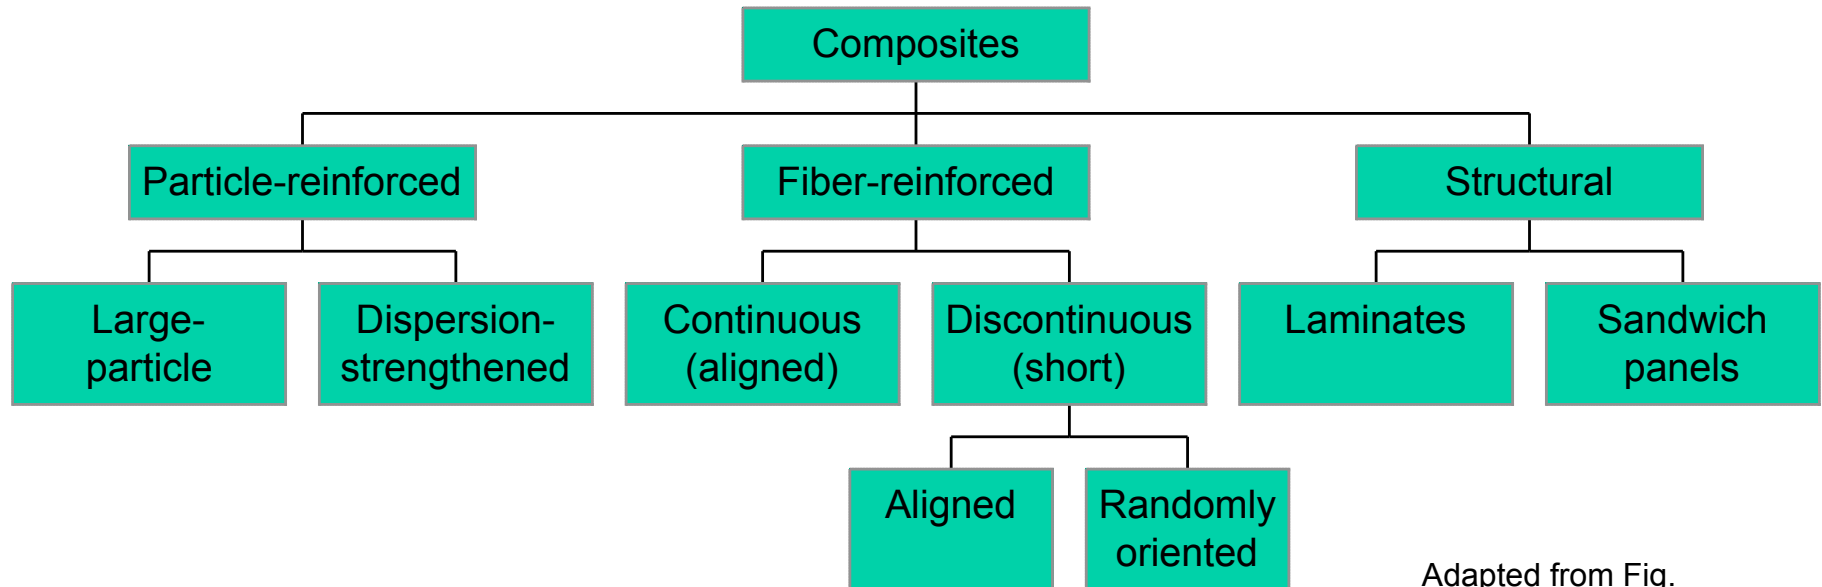 Composites
Particle-reinforced
Fiber-reinforced
Structural
Large-
particle
Dispersion-
strengthened
Continuous
(aligned)
Discontinuous
(short)
Laminates
Sandwich
panels
Aligned
Randomly
oriented
Adapted from Fig.